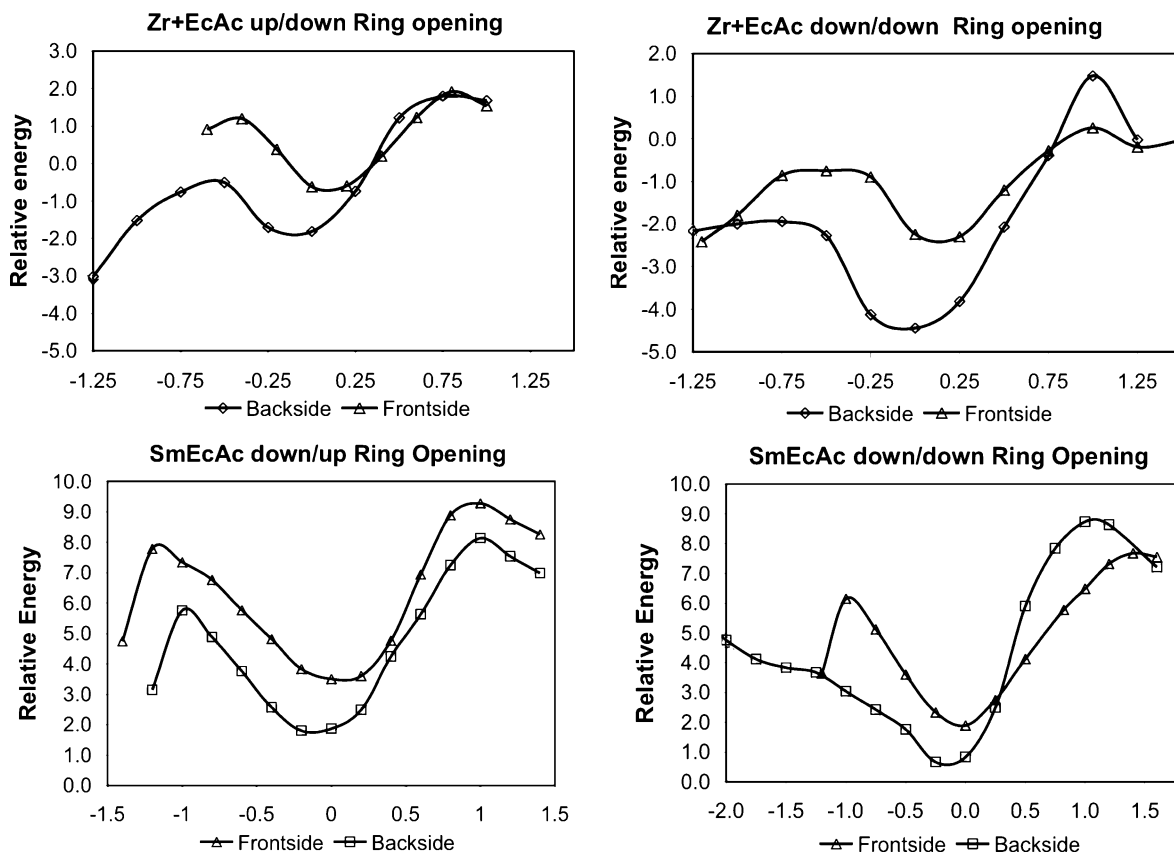 Zr+EcAc up/down Ring opening
Relative energy
3.0
2.0
1.0
0.0
-1.0
-2.0
-3.0
-4.0
-5.0
-1.25 -0.75 -0.25 0.25 0.75 1.25
Backside Frontside
Zr+EcAc down/down Ring opening
Relative energy
2.0
1.0
0.0
-1.0
-2.0
-3.0
-4.0
-5.0
-1.25 -0.75 -0.25 0.25 0.75 1.25
Backside Frontside
SmEcAc down/up Ring Opening
Relative Energy
10.0
9.0
8.0
7.0
6.0
5.0
4.0
3.0
2.0
1.0
0.0
-1.5 -1 -0.5 0 0.5 1 1.5
Frontside Backside
SmEcAc down/down Ring Opening
Relative Energy
10.0
9.0
8.0
7.0
6.0
5.0
4.0
3.0
2.0
1.0
0.0
-2.0 -1.5 -1.0 -0.5 0.0 0.5 1.0 1.5
Frontside Backside